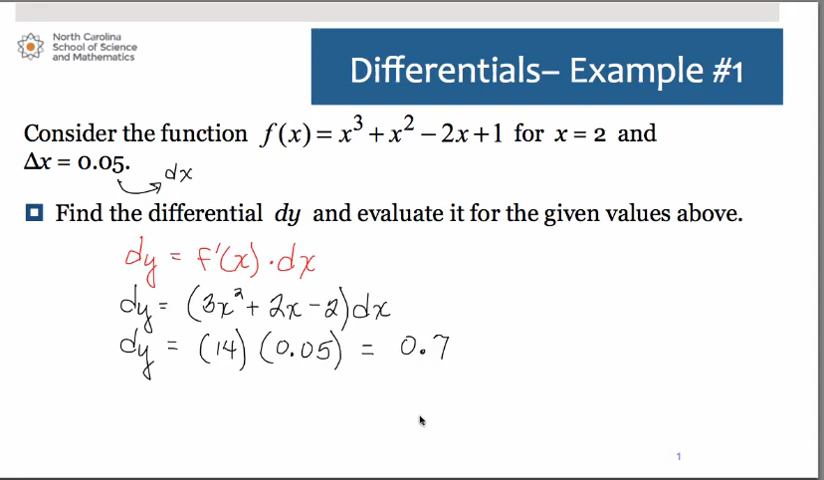 North Carolina
School of Science
and Mathematics
Differentials– Example #1
Consider the function f(x) = x³ + x² − 2x + 1 for x = 2 and
Δx = 0.05.
dx
Find the differential dy and evaluate it for the given values above.
dy = f'(x) · dx
dy = (3x² + 2x − 2) dx
dy = (14) (0.05) = 0.7
1